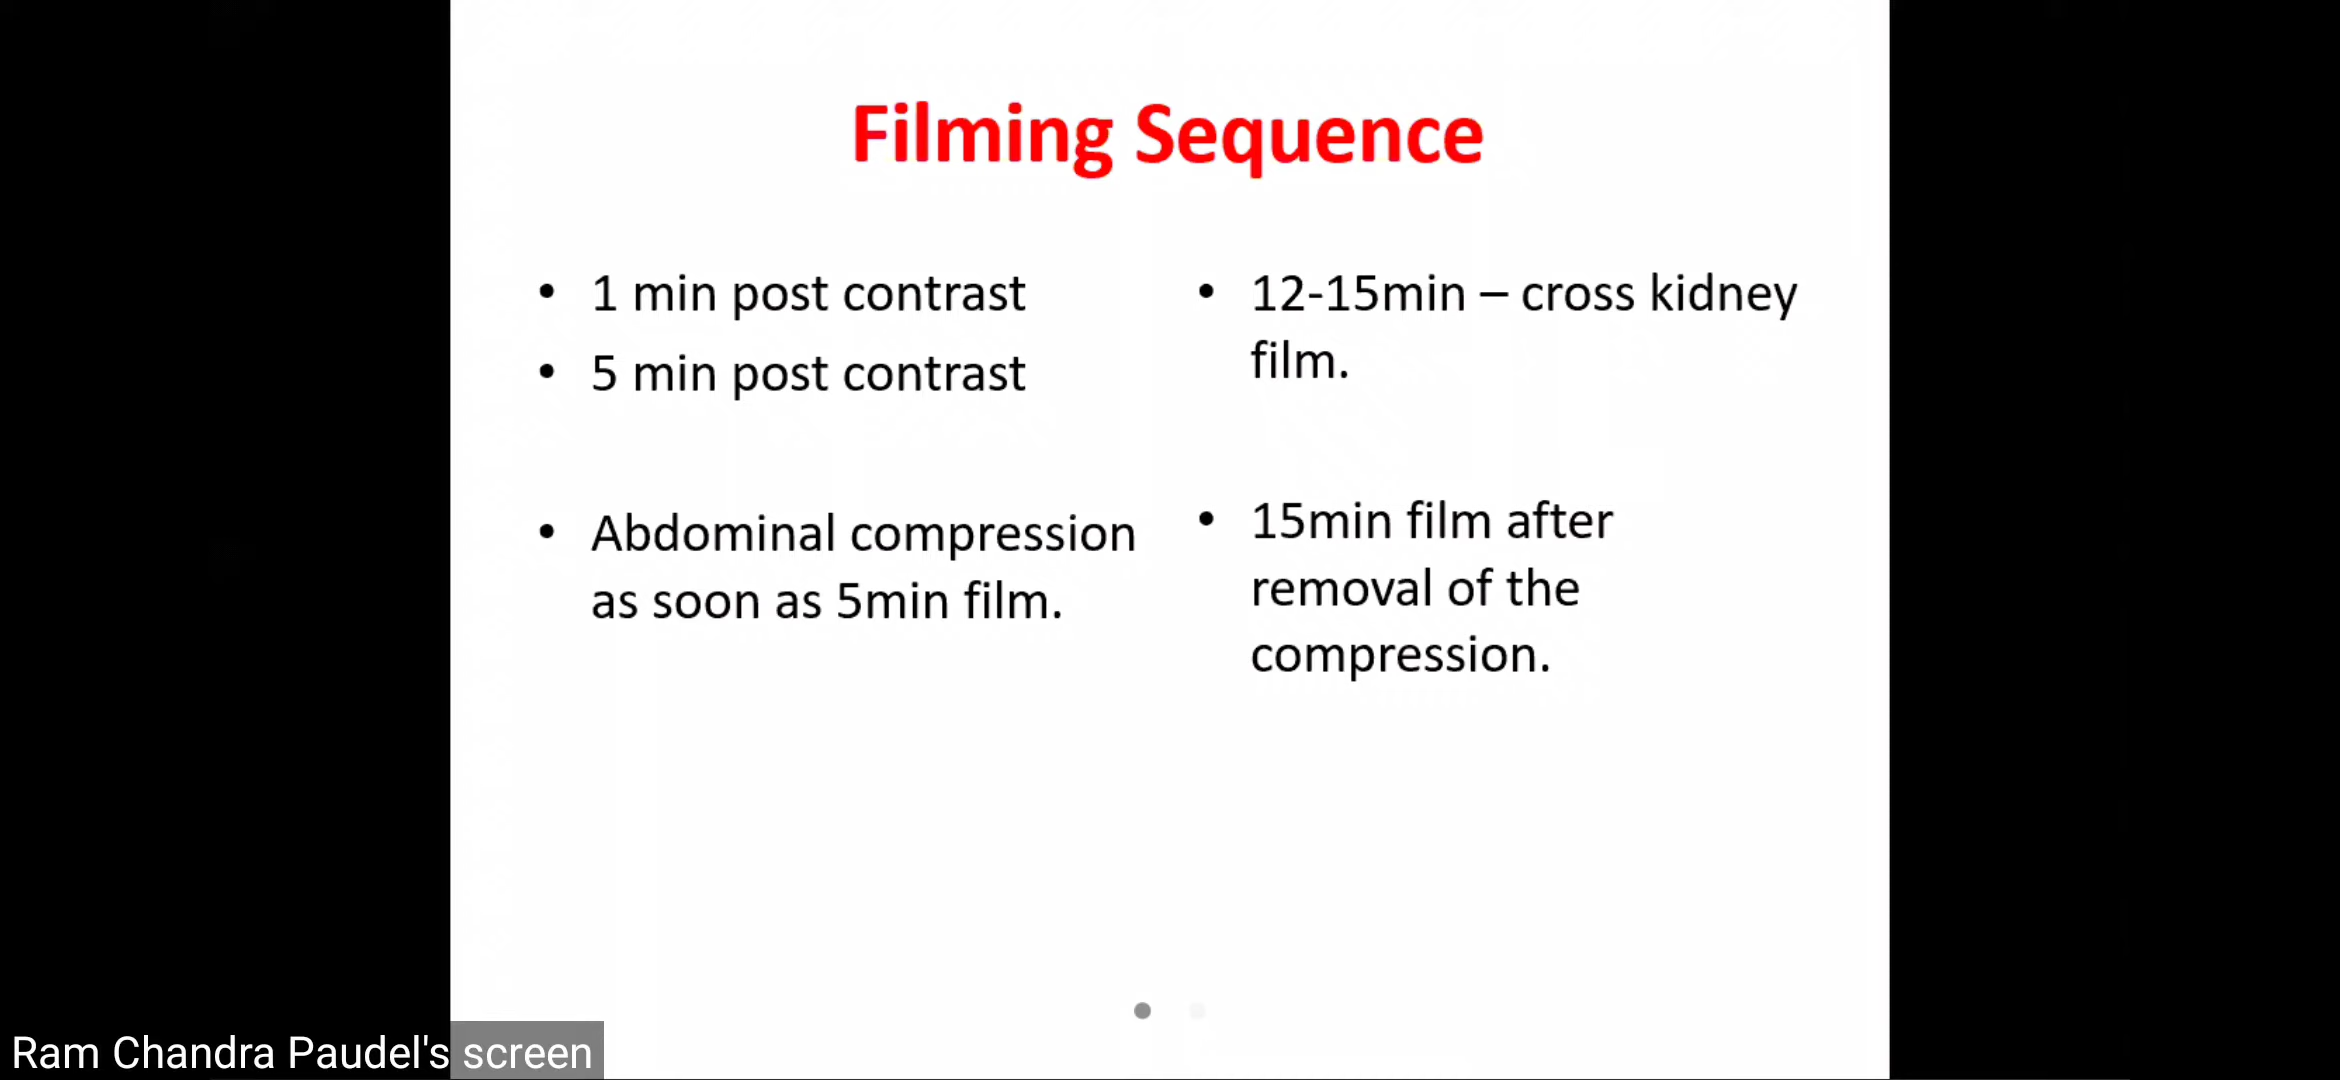 Filming Sequence
• 1 min post contrast
• 5 min post contrast
• Abdominal compression
as soon as 5min film.
• 12-15min – cross kidney
film.
• 15min film after
removal of the
compression.
Ram Chandra Paudel's screen